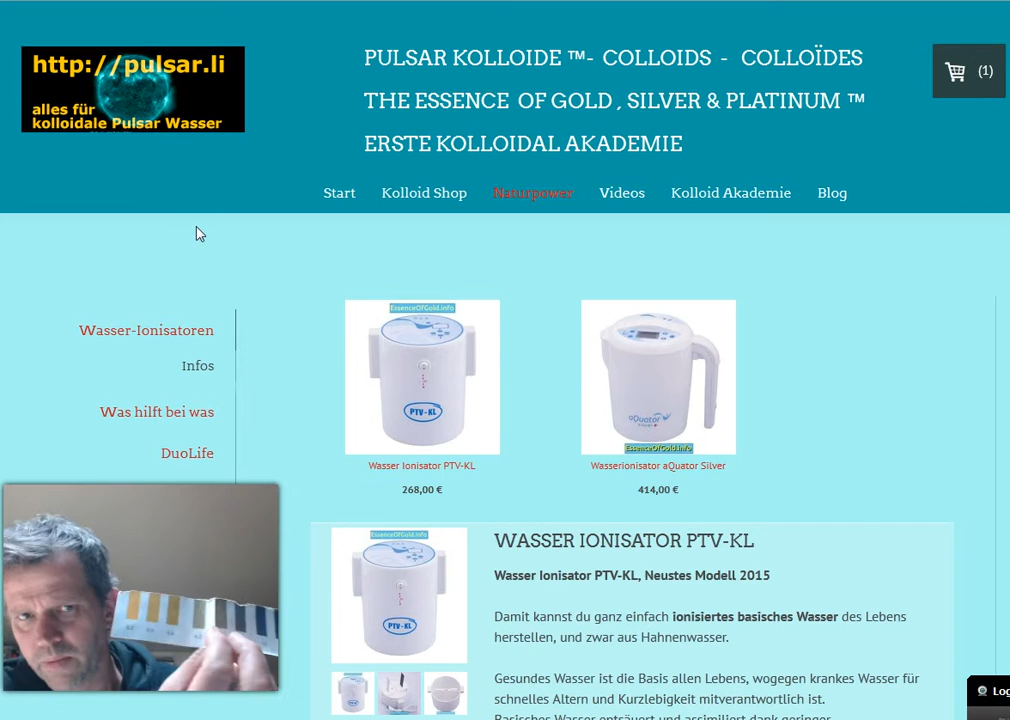 http://pulsar.li
alles für
kolloidale Pulsar Wasser
PULSAR KOLLOIDE ™- COLLOIDS - COLLOÏDES
THE ESSENCE OF GOLD , SILVER & PLATINUM ™
ERSTE KOLLOIDAL AKADEMIE
(1)
Start Kolloid Shop Naturpower Videos Kolloid Akademie Blog
Wasser-Ionisatoren
Infos
Was hilft bei was
DuoLife
EssenceOfGold.info
PTV-KL
Wasser Ionisator PTV-KL
268,00 €
aQuator
EssenceOfGold.info
Wasserionisator aQuator Silver
414,00 €
EssenceOfGold.info
PTV-KL
WASSER IONISATOR PTV-KL
Wasser Ionisator PTV-KL, Neustes Modell 2015
Damit kannst du ganz einfach ionisiertes basisches Wasser des Lebens
herstellen, und zwar aus Hahnenwasser.
Gesundes Wasser ist die Basis allen Lebens, wogegen krankes Wasser für
schnelles Altern und Kurzlebigkeit mitverantwortlich ist.
Basisches Wasser entsäuert und assimiliert dank geringer
Log